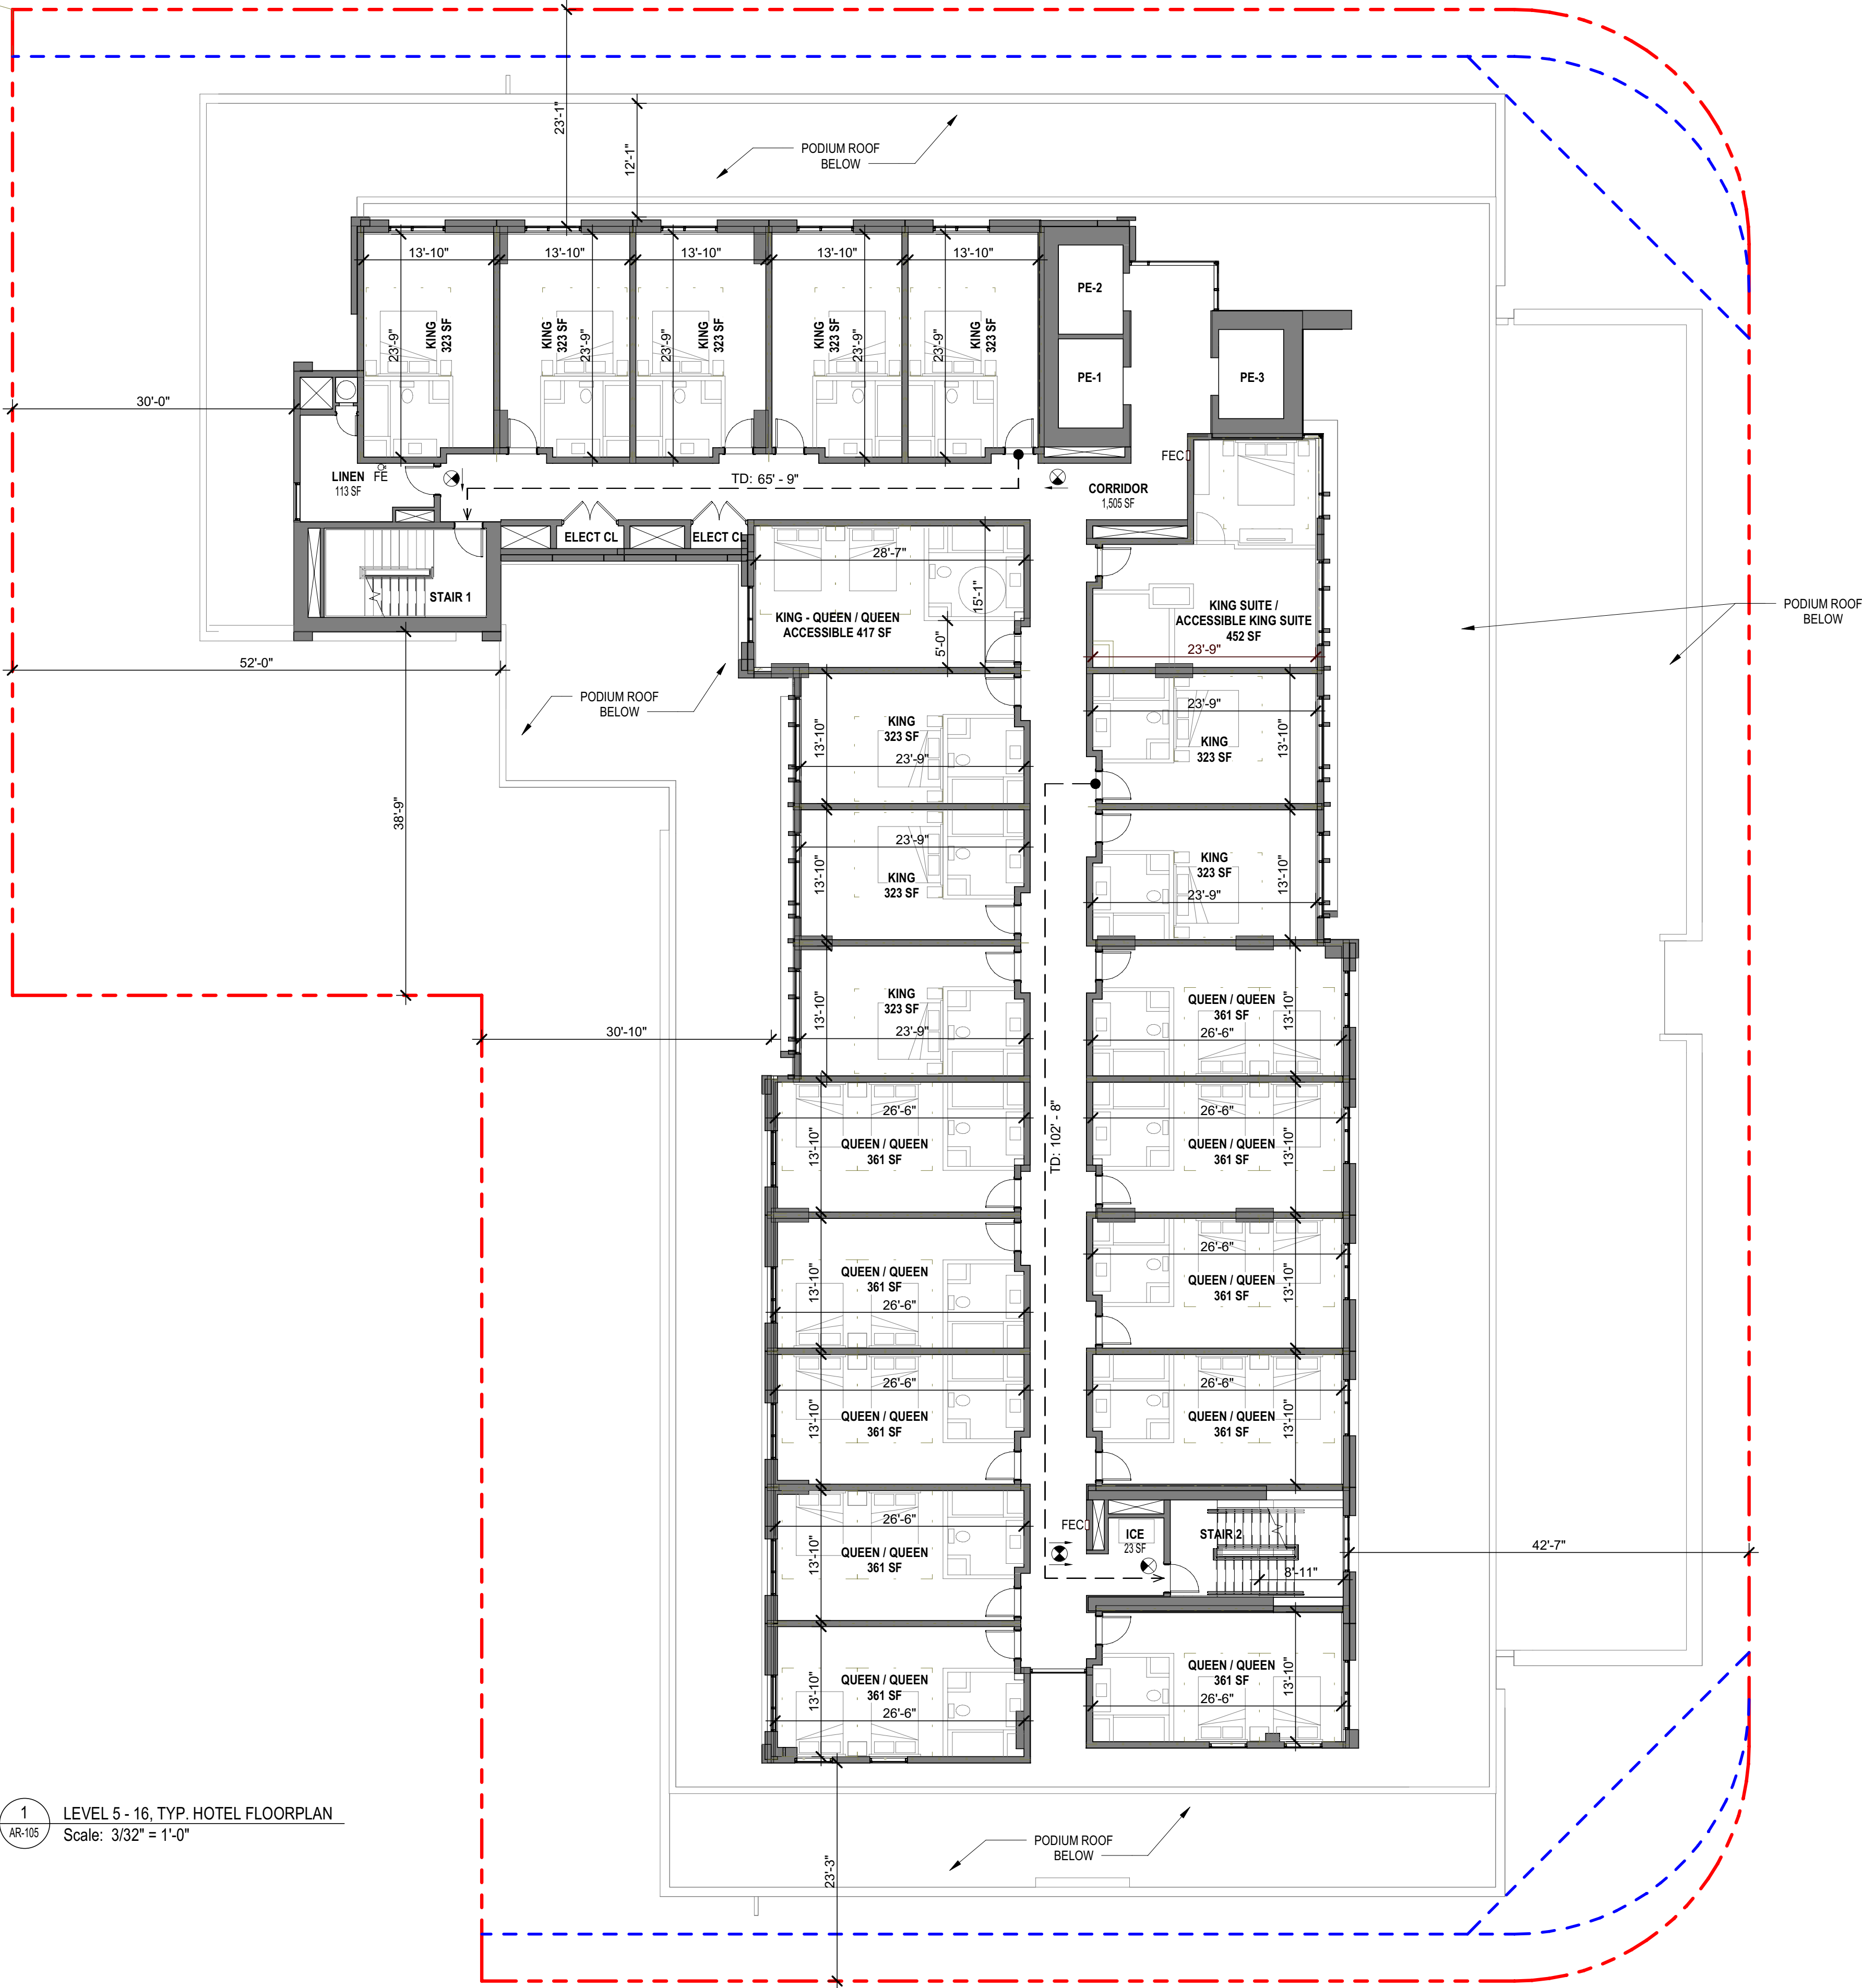 23'-1"
12'-1"
PODIUM ROOF
BELOW
13'-10"
13'-10"
13'-10"
13'-10"
13'-10"
PE-2
KING
323 SF
23'-9"
KING
323 SF
23'-9"
KING
323 SF
23'-9"
KING
323 SF
23'-9"
KING
323 SF
23'-9"
PE-1
PE-3
30'-0"
FEC
LINEN
113 SF
FE
TD: 65' - 9"
CORRIDOR
1,505 SF
ELECT CL
ELECT CL
28'-7"
15'-1"
STAIR 1
KING - QUEEN / QUEEN
ACCESSIBLE 417 SF
5'-0"
KING SUITE /
ACCESSIBLE KING SUITE
452 SF
23'-9"
PODIUM ROOF
BELOW
52'-0"
PODIUM ROOF
BELOW
38'-9"
KING
323 SF
23'-9"
13'-10"
23'-9"
KING
323 SF
13'-10"
23'-9"
KING
323 SF
13'-10"
KING
323 SF
23'-9"
13'-10"
KING
323 SF
23'-9"
13'-10"
QUEEN / QUEEN
361 SF
26'-6"
13'-10"
30'-10"
26'-6"
QUEEN / QUEEN
361 SF
13'-10"
26'-6"
QUEEN / QUEEN
361 SF
13'-10"
TD: 102' - 8"
QUEEN / QUEEN
361 SF
26'-6"
13'-10"
26'-6"
QUEEN / QUEEN
361 SF
13'-10"
26'-6"
QUEEN / QUEEN
361 SF
13'-10"
26'-6"
QUEEN / QUEEN
361 SF
13'-10"
26'-6"
QUEEN / QUEEN
361 SF
13'-10"
FEC
ICE
23 SF
STAIR 2
8'-11"
42'-7"
QUEEN / QUEEN
361 SF
26'-6"
13'-10"
QUEEN / QUEEN
361 SF
26'-6"
13'-10"
1
AR-105
LEVEL 5 - 16, TYP. HOTEL FLOORPLAN
Scale: 3/32" = 1'-0"
PODIUM ROOF
BELOW
23'-3"